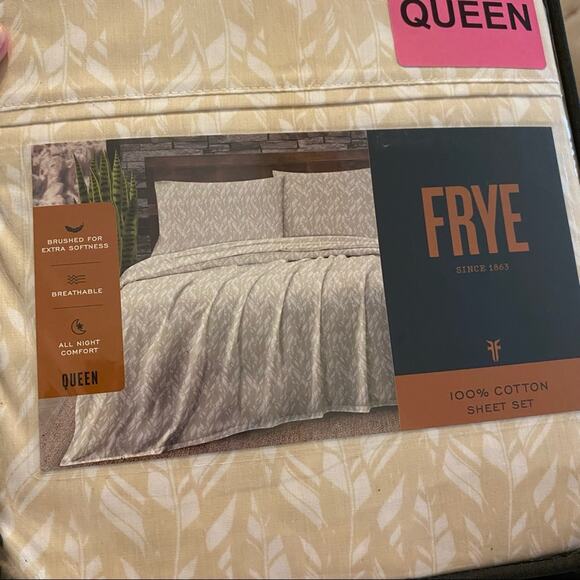 QUEEN
BRUSHED FOR
EXTRA SOFTNESS
BREATHABLE
ALL NIGHT
COMFORT
QUEEN
FRYE
SINCE 1863
100% COTTON
SHEET SET